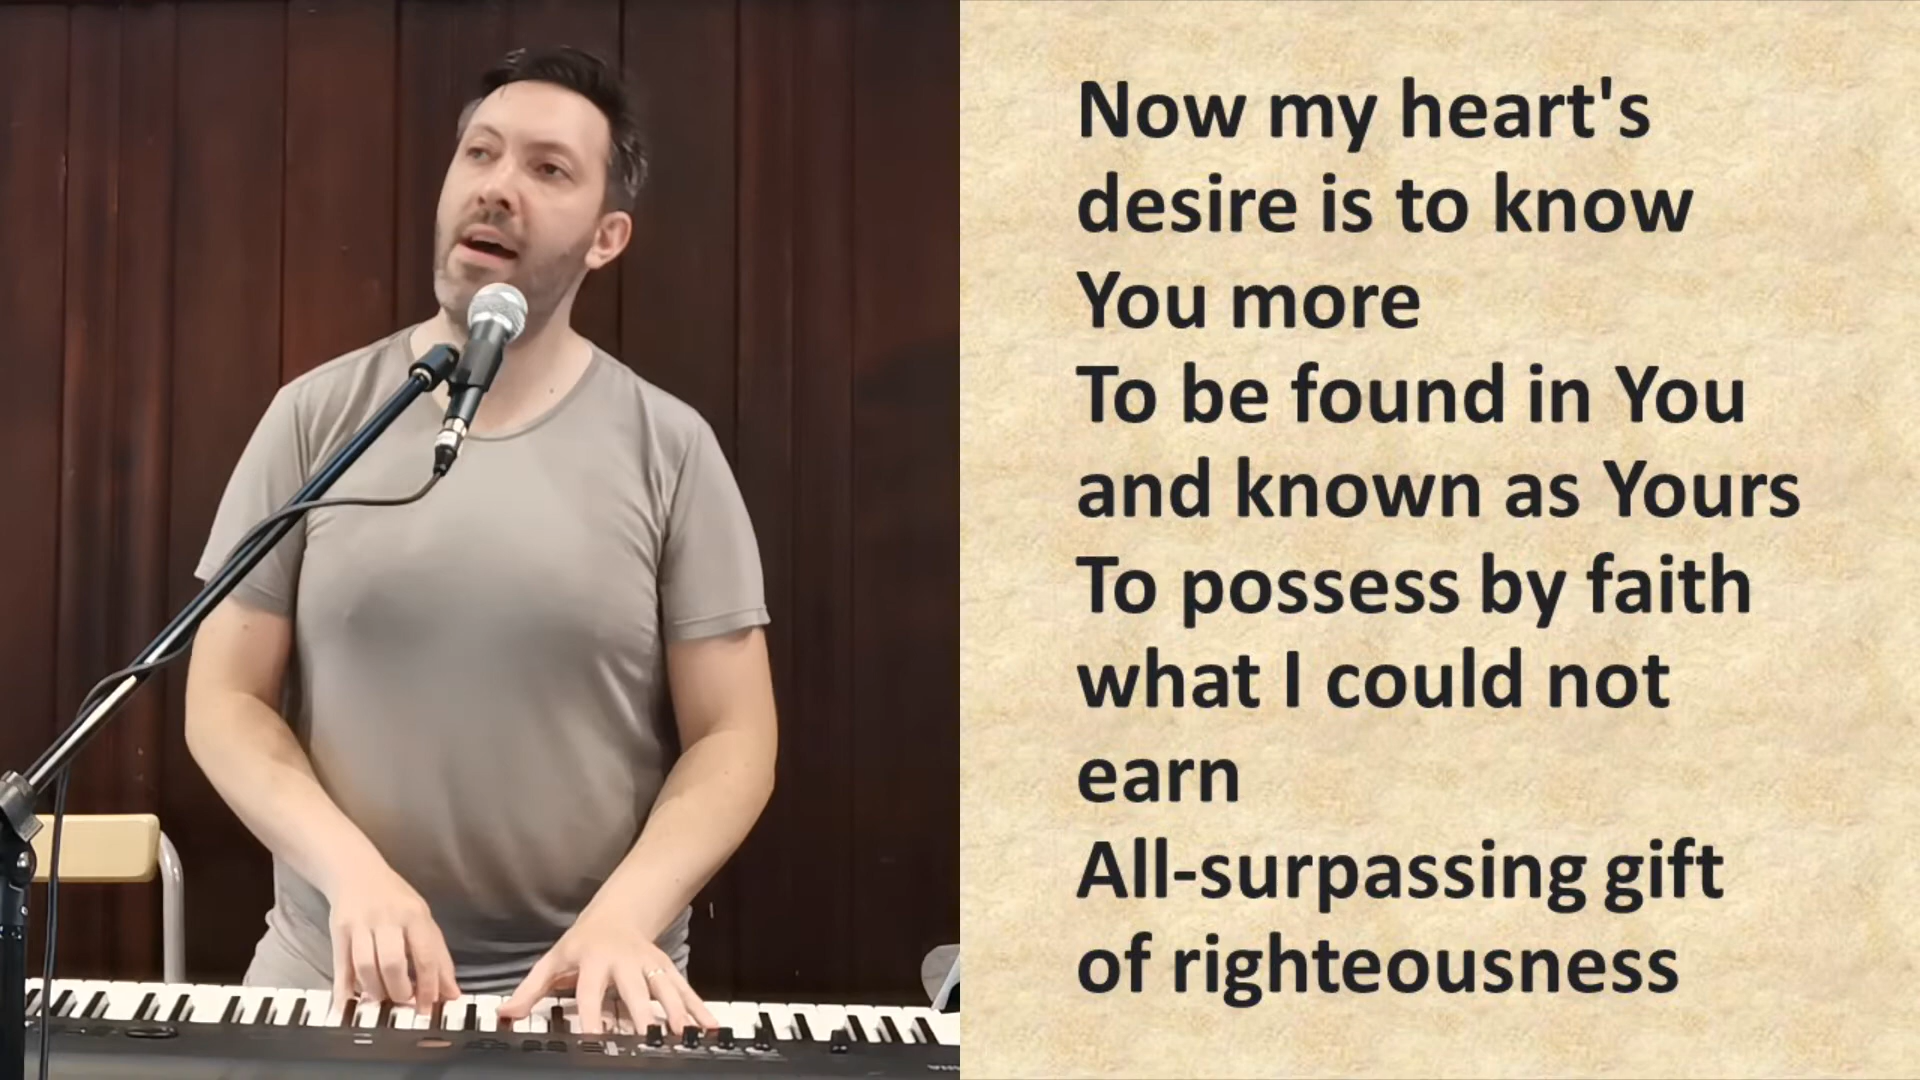 Now my heart's
desire is to know
You more
To be found in You
and known as Yours
To possess by faith
what I could not
earn
All-surpassing gift
of righteousness